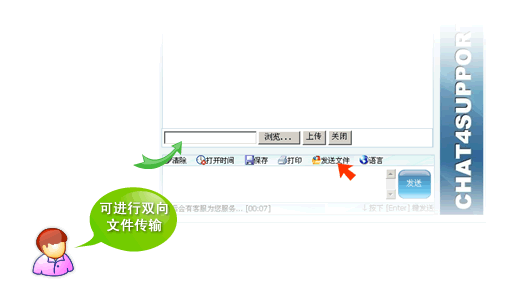 CHAT4SUPPOR
浏览... 上传 关闭
清除 打开时间 保存 打印 发送文件 语言
发送
会有客服为您服务... [00:07]
按下 [Enter] 键发送
可进行双向
文件传输